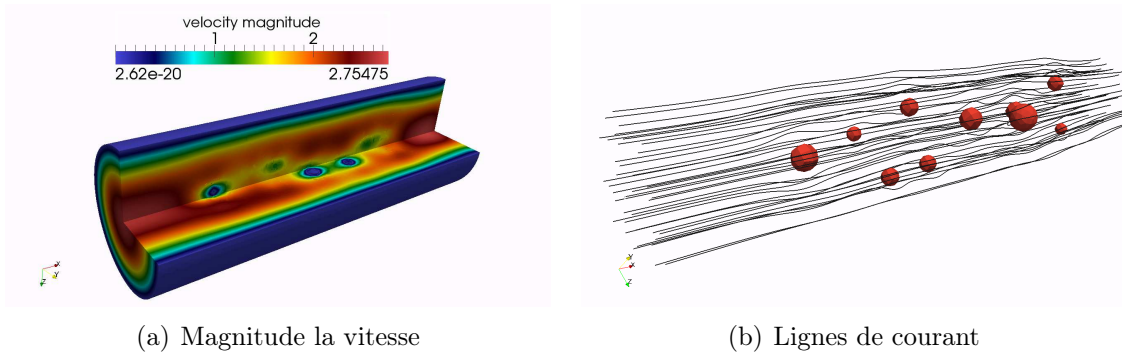 velocity magnitude
1 2
2.62e-20 2.75475
X
Y
Z
Y
X
Z
(a) Magnitude la vitesse
(b) Lignes de courant